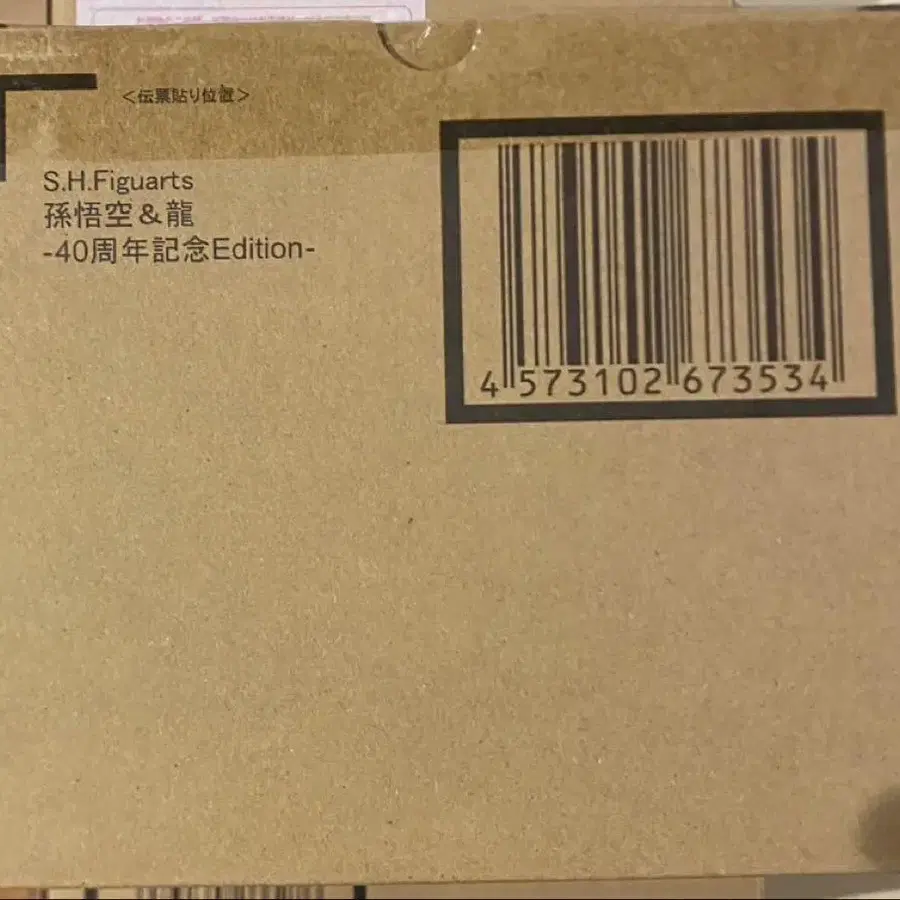 ＜伝票貼り位置＞
S.H.Figuarts
孫悟空＆龍
-40周年記念Edition-
4 573102 673534